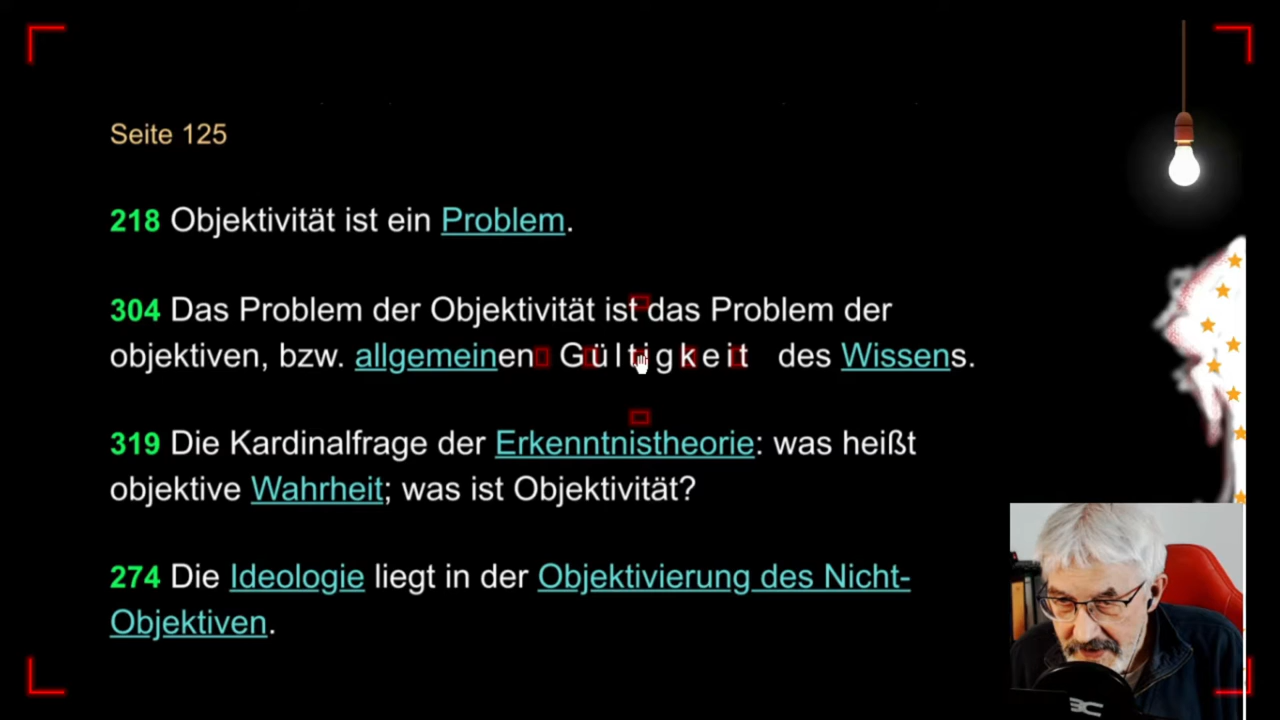 Seite 125
218 Objektivität ist ein Problem.
304 Das Problem der Objektivität ist das Problem der
objektiven, bzw. allgemeinen Gültigkeit des Wissens.
319 Die Kardinalfrage der Erkenntnistheorie: was heißt
objektive Wahrheit; was ist Objektivität?
274 Die Ideologie liegt in der Objektivierung des Nicht-
Objektiven.